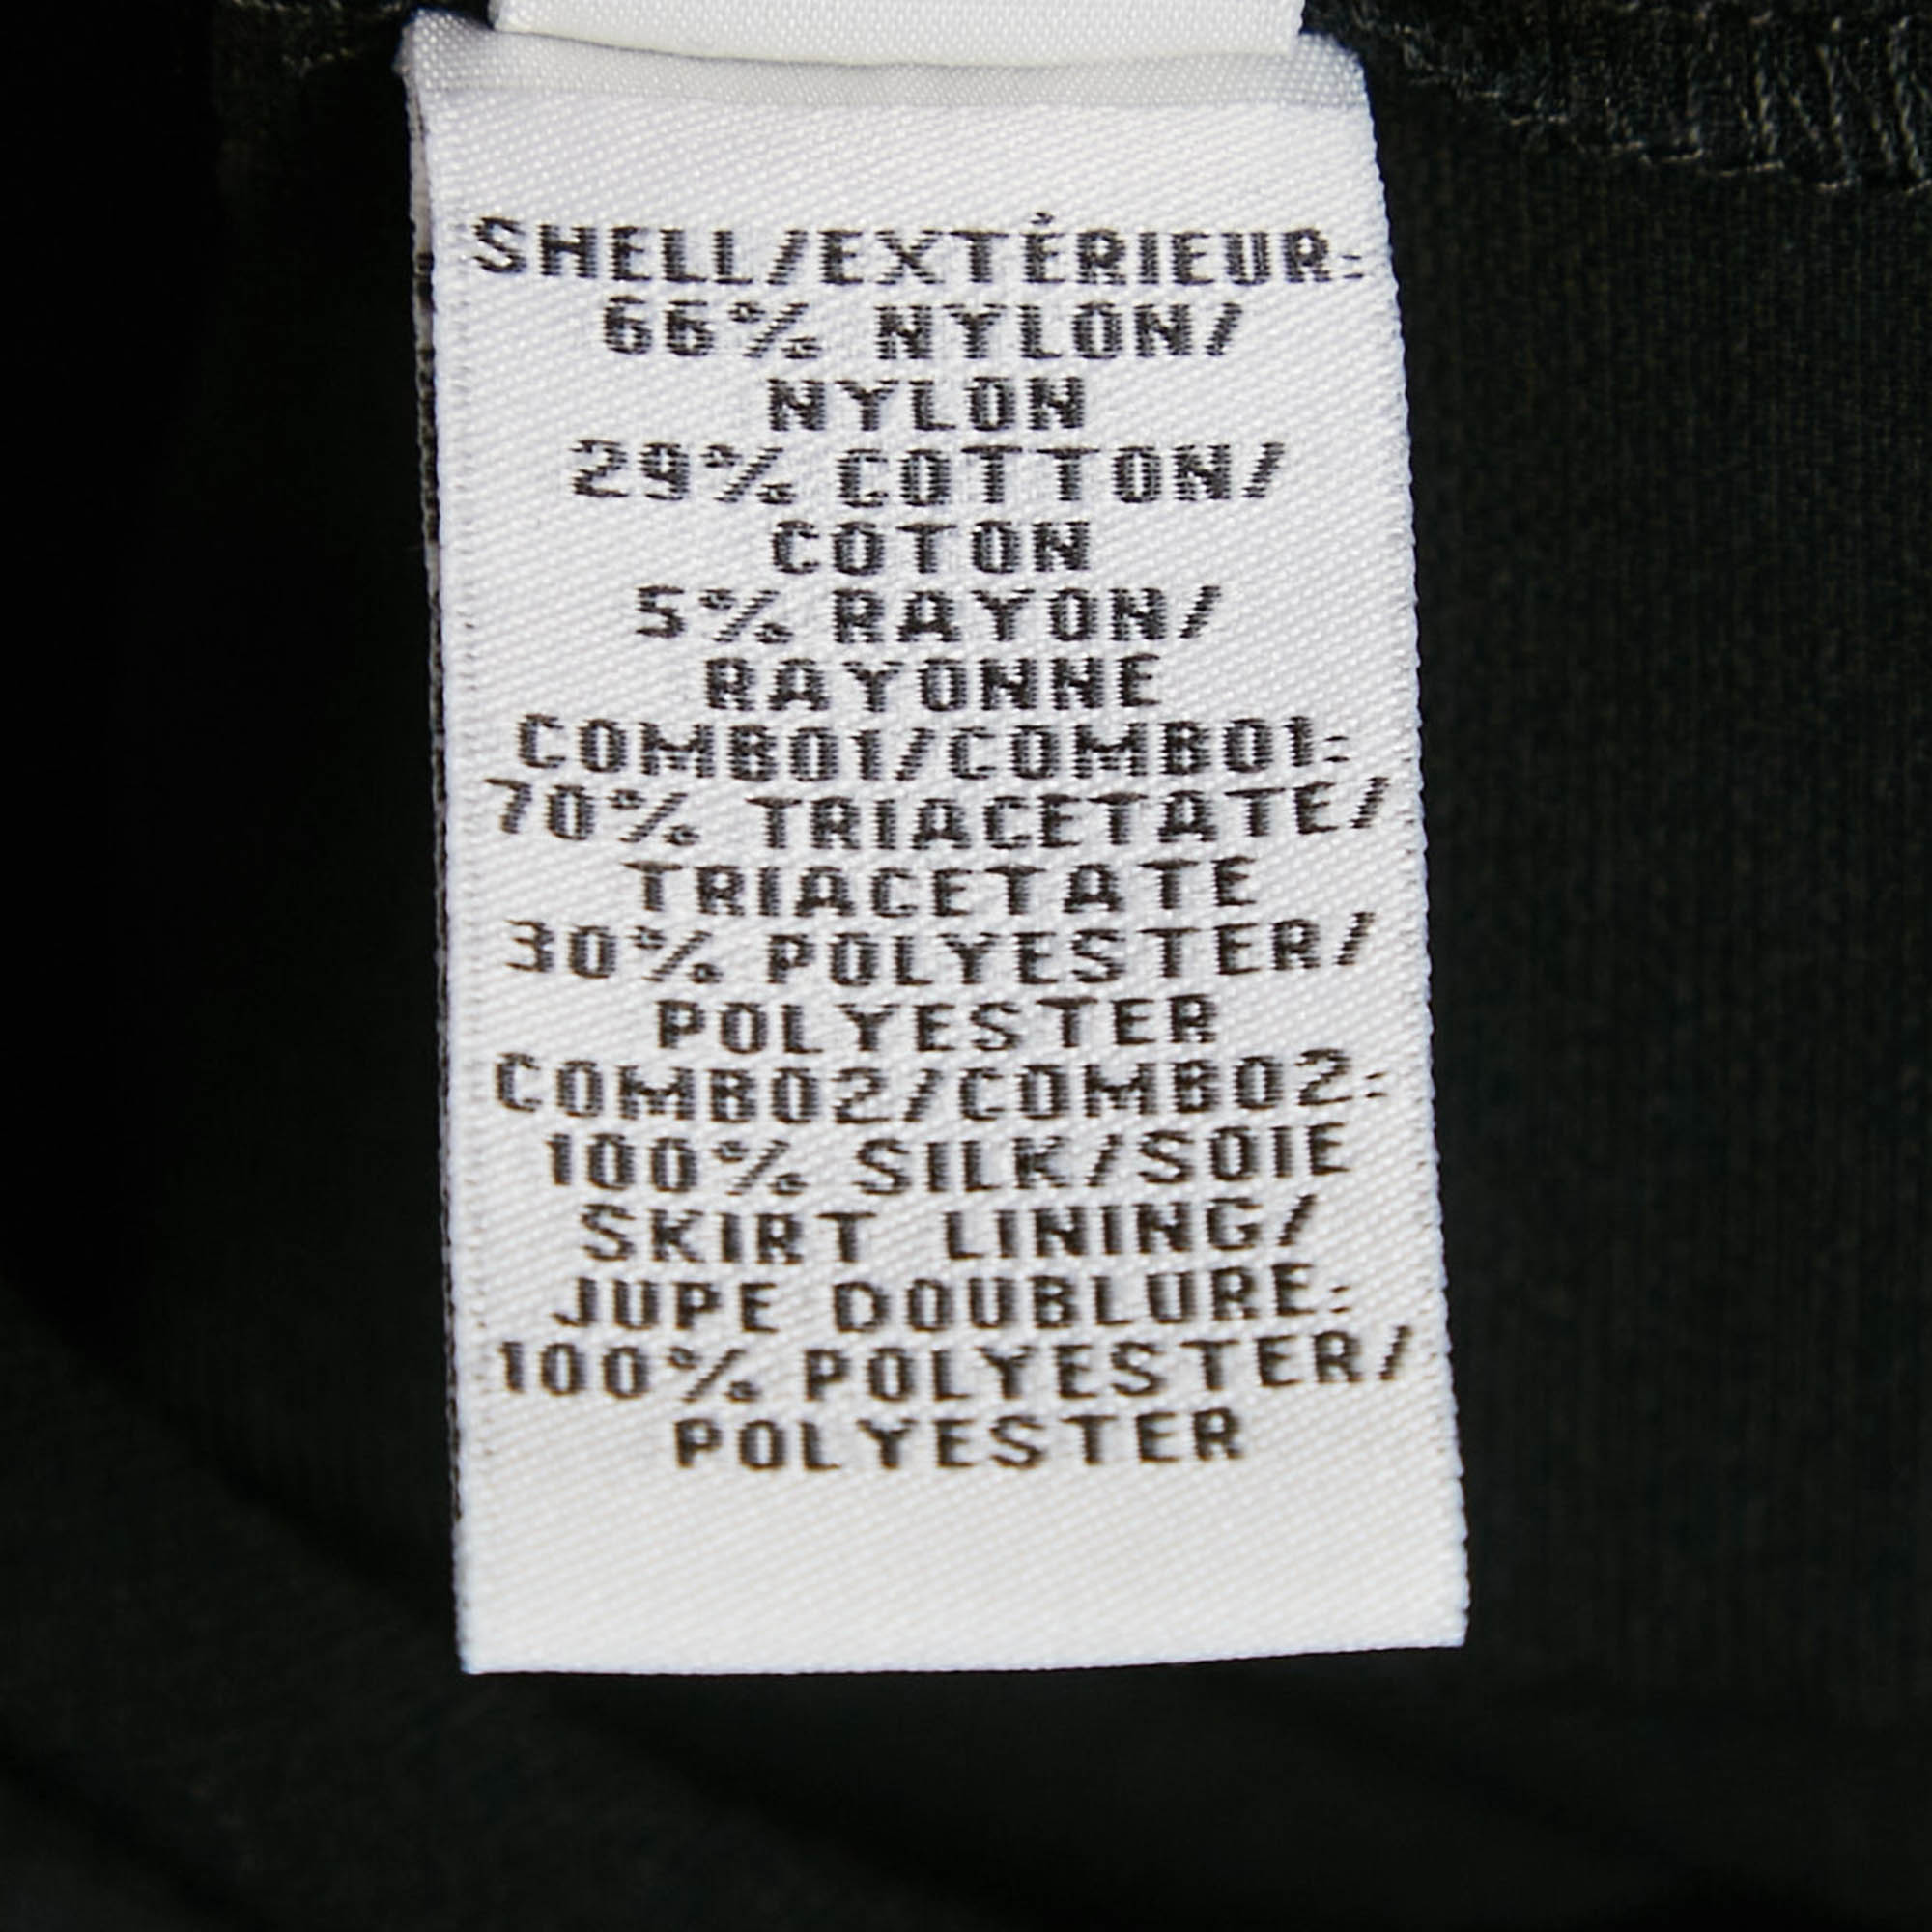 SHELL/EXTÉRIEUR:
66% NYLON/
NYLON
29% COTTON/
COTON
5% RAYON/
RAYONNE
COMBO1/COMBO1:
70% TRIACETATE/
TRIACETATE
30% POLYESTER/
POLYESTER
COMBO2/COMBO2:
100% SILK/SOIE
SKIRT LINING/
JUPE DOUBLURE:
100% POLYESTER/
POLYESTER